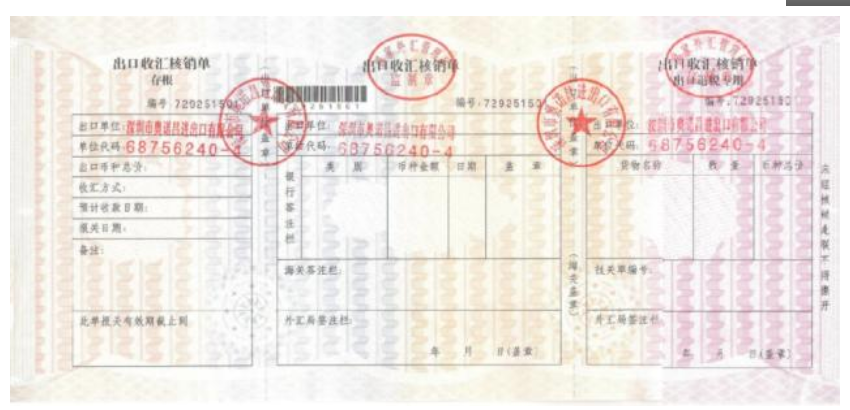 出口收汇核销单
存根
编号:729251501
出口单位:深圳市奥诺昌进出口有限公司
单位代码:68756240-4
出口币种总价:
收汇方式:
预计收款日期:
报关日期:
备注:
此单报关有效期截止到
出口收汇核销单
监制章
编号:72925150
出口单位:深圳市奥诺昌进出口有限公司
单位代码:68756240-4
银行签注栏
类别
币种金额
日期
盖章
海关签注栏:
外汇局签注栏:
年 月 日(盖章)
(海关盖章)
出口收汇核销单
出口退税专用
编号:729251
出口单位:深圳市奥诺昌进出口有限公司
单位代码:68756240-4
货物名称
数量
币种总价
报关单编号:
外汇局签注栏
年 月 日(盖章)
未经核销此联不得撕开